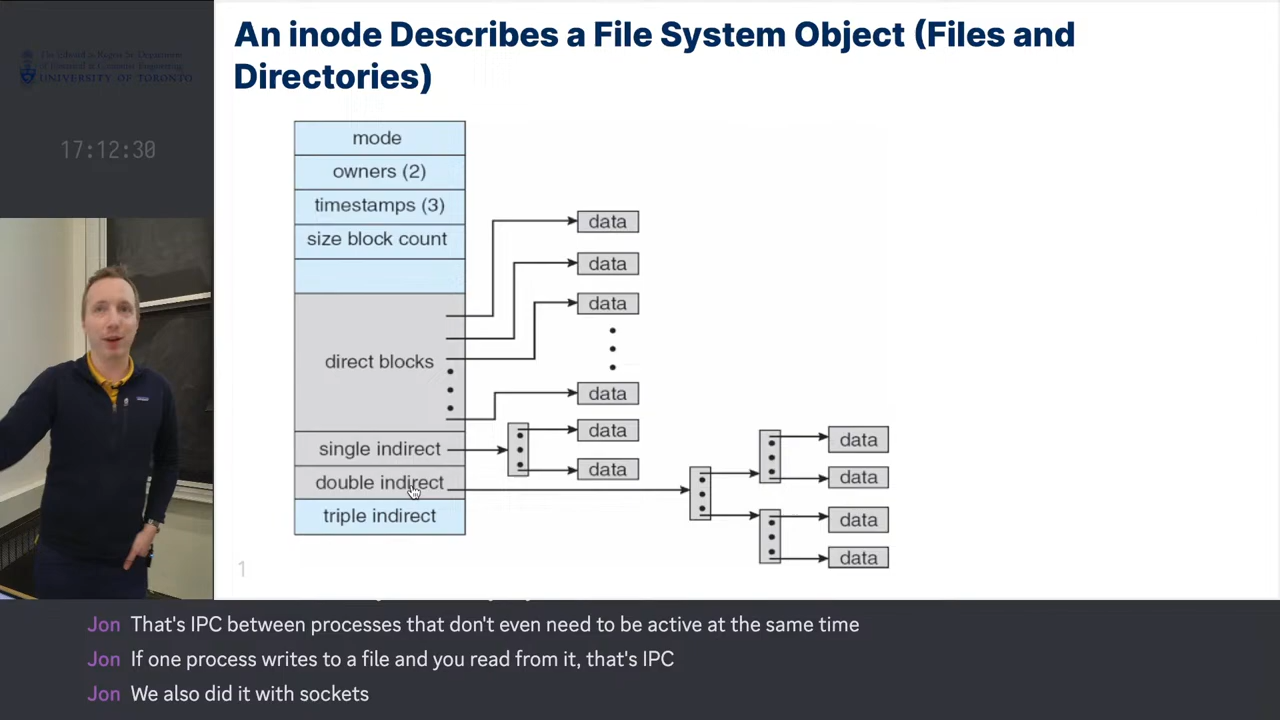 An inode Describes a File System Object (Files and
Directories)
UNIVERSITY OF TORONTO
17:12:30
mode
owners (2)
timestamps (3)
size block count
direct blocks
single indirect
double indirect
triple indirect
data
data
data
data
data
data
data
data
data
data
1
Jon That's IPC between processes that don't even need to be active at the same time
Jon If one process writes to a file and you read from it, that's IPC
Jon We also did it with sockets